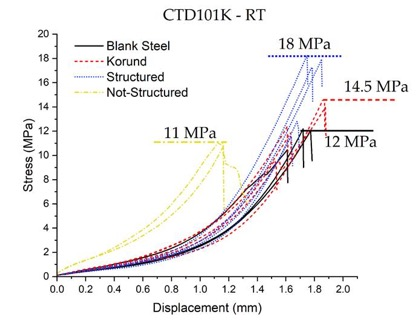 CTD101K - RT
Blank Steel
Korund
Structured
Not-Structured
18 MPa
14.5 MPa
12 MPa
11 MPa
Stress (MPa)
20
18
16
14
12
10
8
6
4
2
0
0.0 0.2 0.4 0.6 0.8 1.0 1.2 1.4 1.6 1.8 2.0
Displacement (mm)